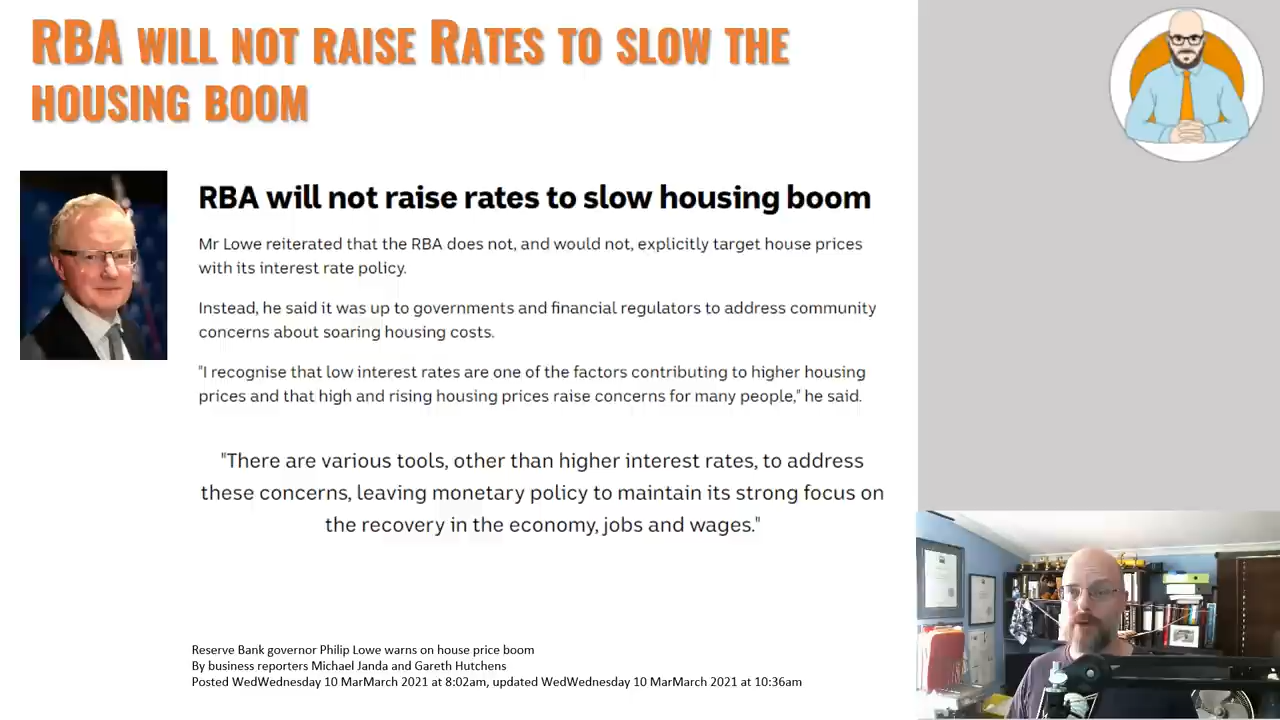 RBA WILL NOT RAISE RATES TO SLOW THE
HOUSING BOOM
RBA will not raise rates to slow housing boom
Mr Lowe reiterated that the RBA does not, and would not, explicitly target house prices
with its interest rate policy.
Instead, he said it was up to governments and financial regulators to address community
concerns about soaring housing costs.
"I recognise that low interest rates are one of the factors contributing to higher housing
prices and that high and rising housing prices raise concerns for many people," he said.
"There are various tools, other than higher interest rates, to address
these concerns, leaving monetary policy to maintain its strong focus on
the recovery in the economy, jobs and wages."
Reserve Bank governor Philip Lowe warns on house price boom
By business reporters Michael Janda and Gareth Hutchens
Posted WedWednesday 10 MarMarch 2021 at 8:02am, updated WedWednesday 10 MarMarch 2021 at 10:36am